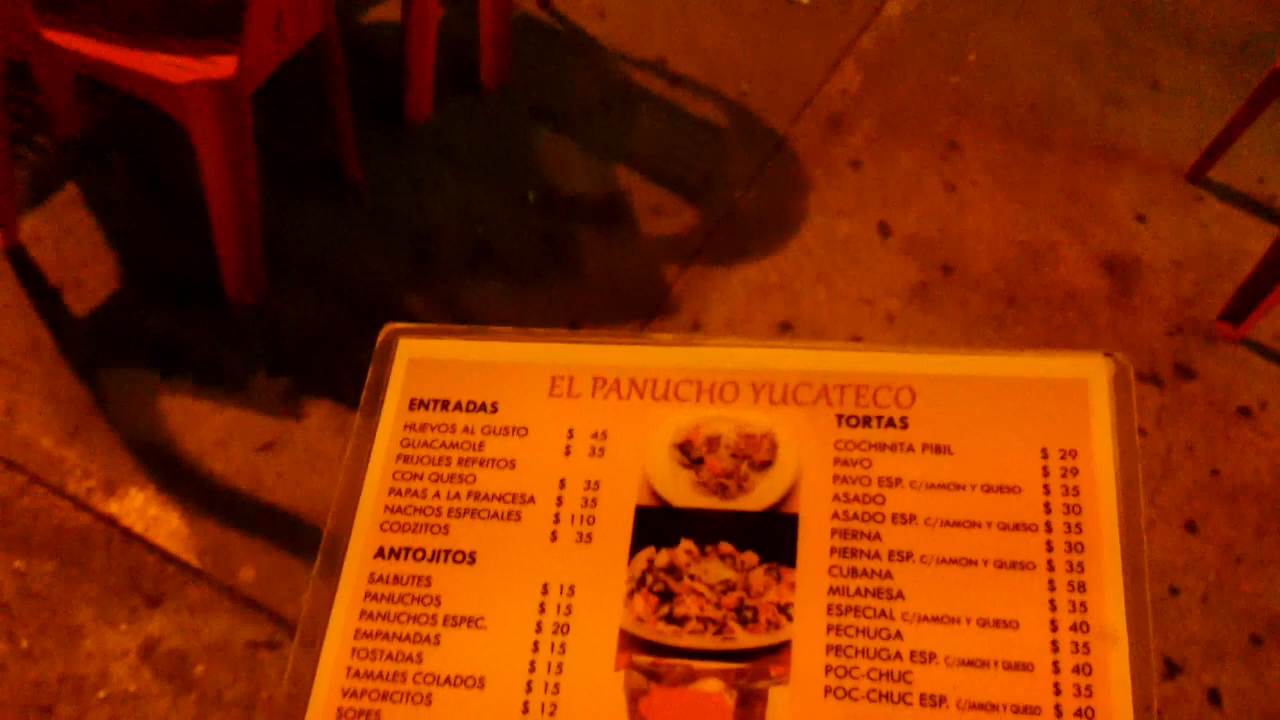 EL PANUCHO YUCATECO
ENTRADAS
HUEVOS AL GUSTO $ 45
GUACAMOLE $ 35
FRIJOLES REFRITOS
CON QUESO $ 35
PAPAS A LA FRANCESA $ 35
NACHOS ESPECIALES $ 110
CODZITOS $ 35
ANTOJITOS
SALBUTES $ 15
PANUCHOS $ 15
PANUCHOS ESPEC. $ 20
EMPANADAS $ 15
TOSTADAS $ 15
TAMALES COLADOS $ 15
VAPORCITOS $ 12
SOPES
TORTAS
COCHINITA PIBIL $ 29
PAVO $ 29
PAVO ESP. C/JAMON Y QUESO $ 35
ASADO $ 30
ASADO ESP. C/JAMON Y QUESO $ 35
PIERNA $ 30
PIERNA ESP. C/JAMON Y QUESO $ 35
CUBANA $ 58
MILANESA $ 35
ESPECIAL C/JAMON Y QUESO $ 40
PECHUGA $ 35
PECHUGA ESP. C/JAMON Y QUESO $ 40
POC-CHUC $ 35
POC-CHUC ESP. C/JAMON Y QUESO $ 40